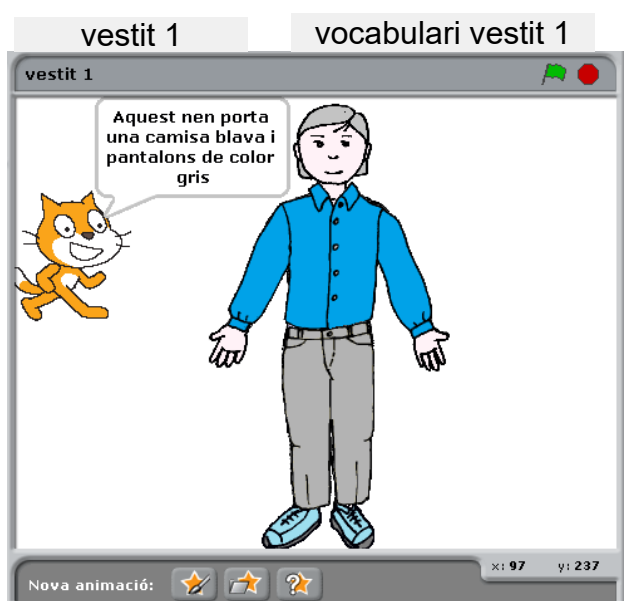 vestit 1
vocabulari vestit 1
vestit 1
Aquest nen porta
una camisa blava i
pantalons de color
gris
x: 97 y: 237
Nova animació: